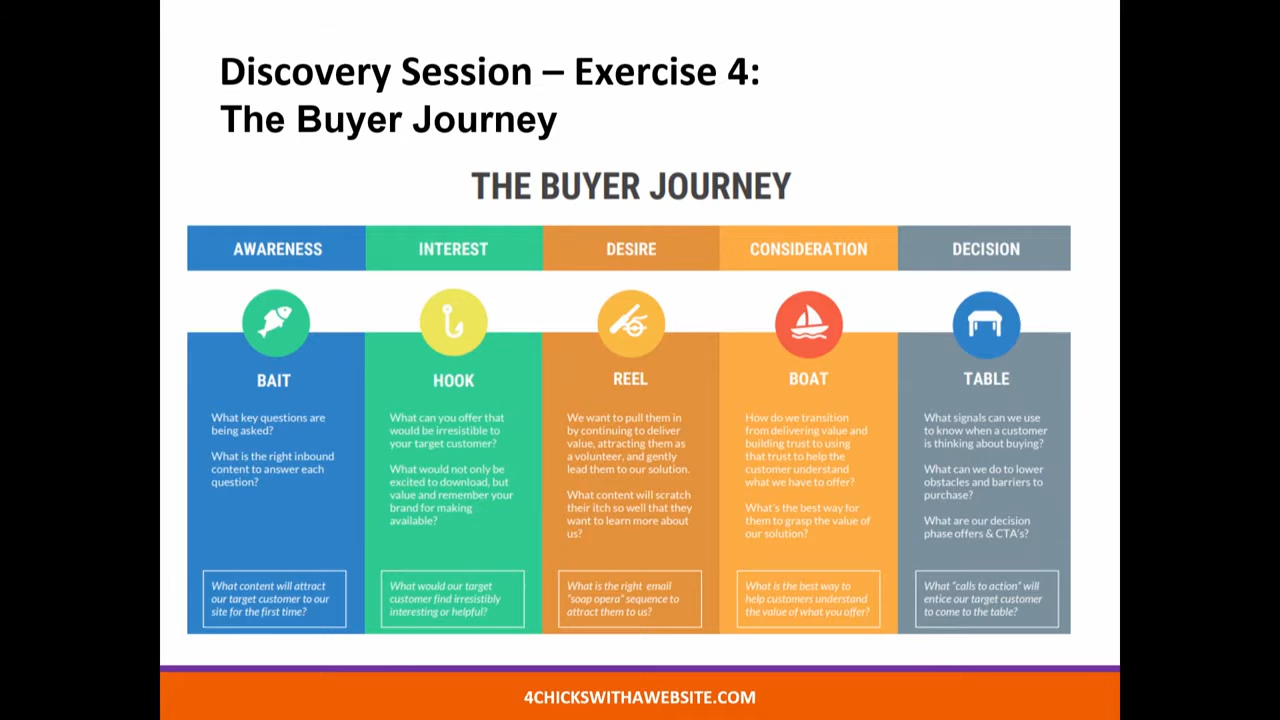 Discovery Session – Exercise 4:
The Buyer Journey
THE BUYER JOURNEY
AWARENESS
INTEREST
DESIRE
CONSIDERATION
DECISION
BAIT
What key questions are
being asked?
What is the right inbound
content to answer each
question?
What content will attract
our target customer to our
site for the first time?
HOOK
What can you offer that
would be irresistible to
your target customer?
What would not only be
excited to download, but
value and remember your
brand for making
available?
What would our target
customer find irresistibly
interesting or helpful?
REEL
We want to pull them in
by continuing to deliver
value, attracting them as
a volunteer, and gently
lead them to our solution.
What content will scratch
their itch so well that they
want to learn more about
us?
What is the right email
"soap opera" sequence to
attract them to us?
BOAT
How do we transition
from delivering value and
building trust to using
that trust to help the
customer understand
what we have to offer?
What's the best way for
them to grasp the value of
our solution?
What is the best way to
help customers understand
the value of what you offer?
TABLE
What signals can we use
to know when a customer
is thinking about buying?
What can we do to lower
obstacles and barriers to
purchase?
What are our decision
phase offers & CTA's?
What "calls to action" will
entice our target customer
to come to the table?
4CHICKSWITHAWEBSITE.COM